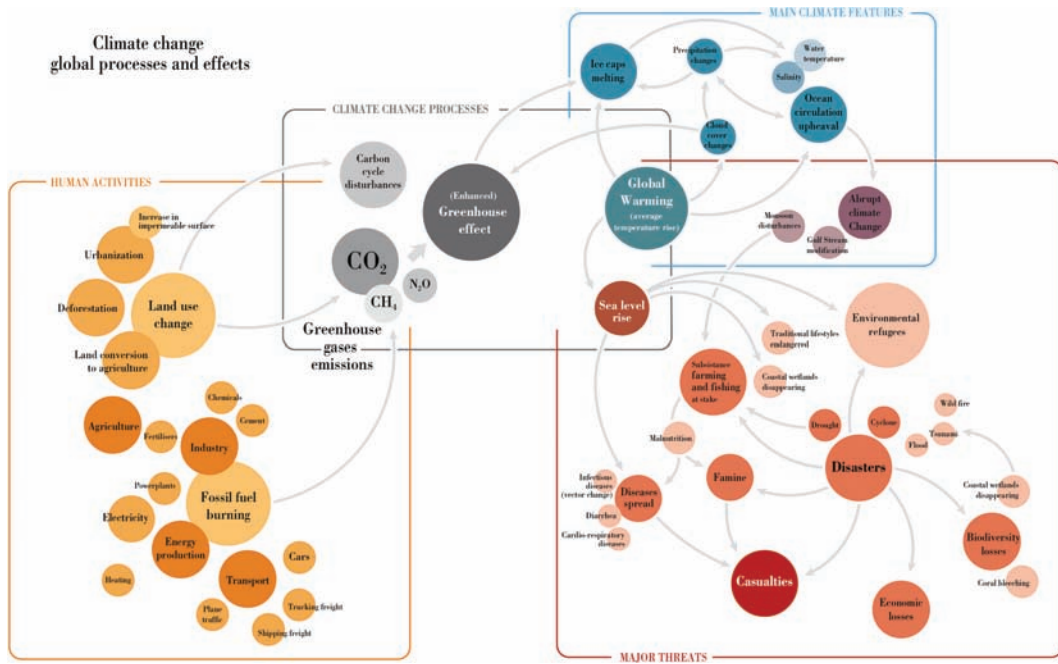 Climate change
global processes and effects
MAIN CLIMATE FEATURES
Ice caps
melting
Precipitation
changes
Water
temperature
Salinity
Ocean
circulation
upheaval
Cloud
cover
changes
Global
Warming
(average
temperature rise)
Monsoon
disturbances
Gulf Stream
modification
Abrupt
climate
Change
CLIMATE CHANGE PROCESSES
Carbon
cycle
disturbances
(Enhanced)
Greenhouse
effect
CO₂
CH₄
N₂O
Greenhouse
gases
emissions
HUMAN ACTIVITIES
Increase in
impermeable surface
Urbanization
Deforestation
Land use
change
Land conversion
to agriculture
Chemicals
Cement
Agriculture
Fertilisers
Industry
Powerplants
Fossil fuel
burning
Electricity
Energy
production
Cars
Heating
Transport
Plane
traffic
Trucking freight
Shipping freight
Sea level
rise
Environmental
refugees
Traditional lifestyles
endangered
Subsistance
farming
and fishing
at stake
Coastal wetlands
disappearing
Wild fire
Drought
Cyclone
Tsunami
Flood
Malnutrition
Disasters
Infectious
diseases
(vector change)
Diseases
spread
Famine
Coastal wetlands
disappearing
Diarrhea
Cardio-respiratory
diseases
Biodiversity
losses
Coral bleeching
Casualties
Economic
losses
MAJOR THREATS